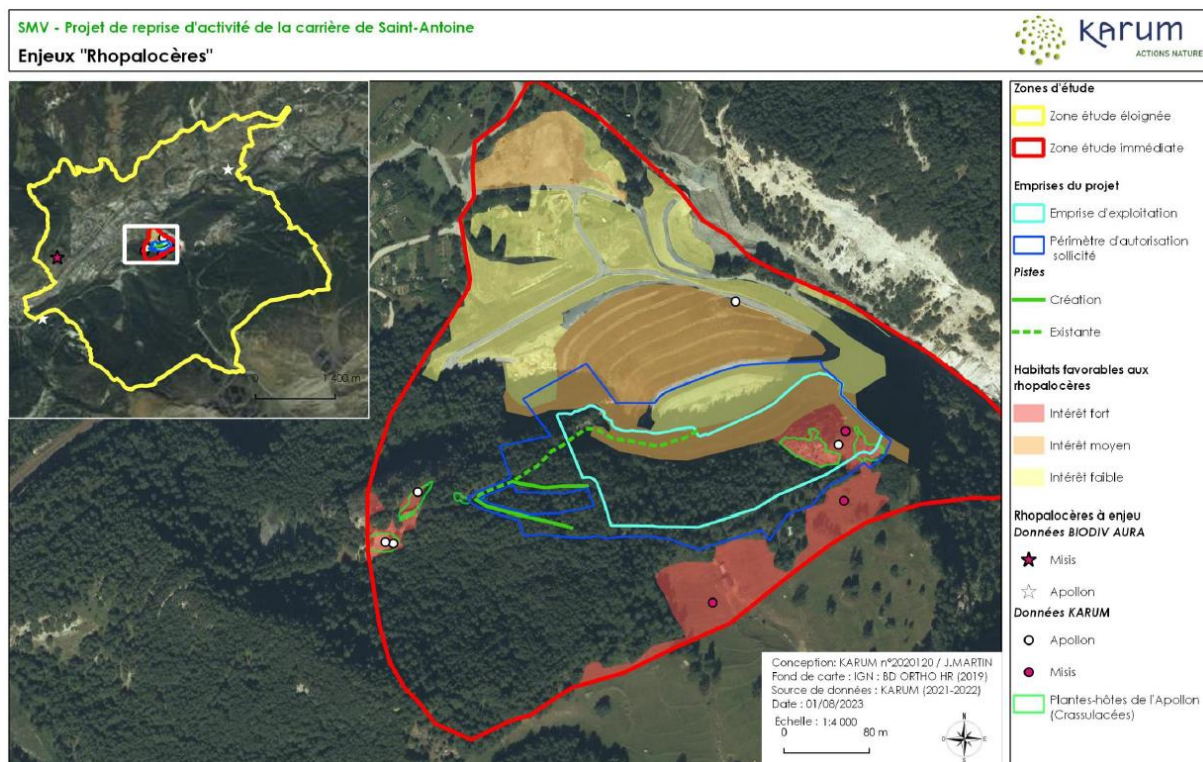 SMV - Projet de reprise d'activité de la carrière de Saint-Antoine
Enjeux "Rhopalocères"
Karum
ACTIONS NATURE
0
1 400 m
Zones d'étude
Zone étude éloignée
Zone étude immédiate
Emprises du projet
Emprise d'exploitation
Périmètre d'autorisation
sollicité
Pistes
Création
Existante
Habitats favorables aux
rhopalocères
Intérêt fort
Intérêt moyen
Intérêt faible
Rhopalocères à enjeu
Données BIODIV AURA
Misis
Apollon
Données KARUM
Apollon
Misis
Plantes-hôtes de l'Apollon
(Crassulacées)
Conception: KARUM n°2020120 / J.MARTIN
Fond de carte : IGN : BD ORTHO HR (2019)
Source de données : KARUM (2021-2022)
Date : 01/08/2023
Echelle : 1:4 000
0
80 m
N
O
E
S